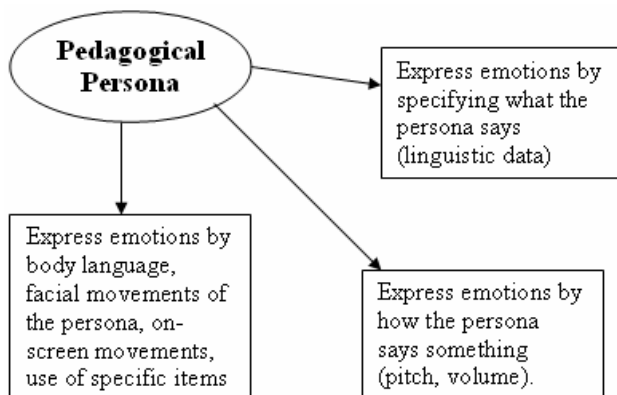 Pedagogical
Persona
Express emotions by
specifying what the
persona says
(linguistic data)
Express emotions by
body language,
facial movements of
the persona, on-
screen movements,
use of specific items
Express emotions by
how the persona
says something
(pitch, volume).